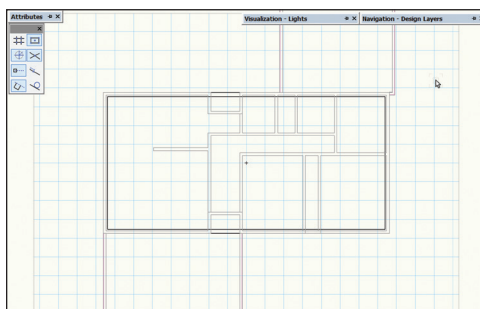 Attributes
Visualization - Lights
Navigation - Design Layers